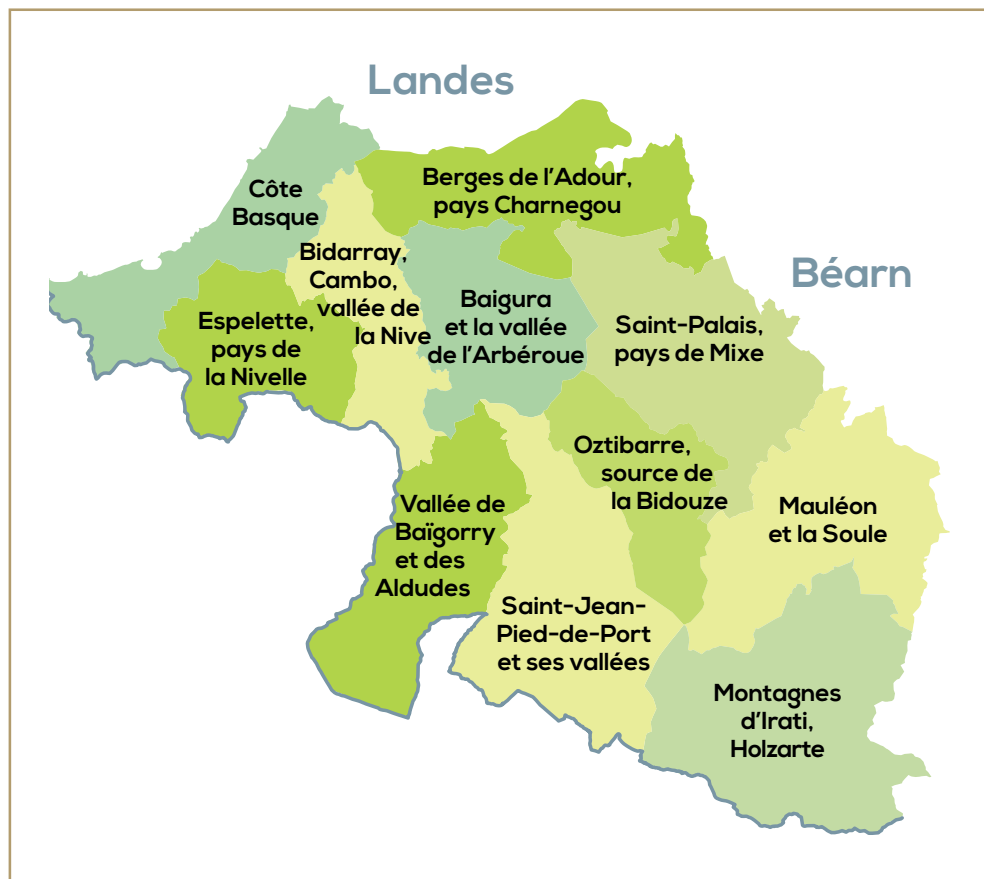 Landes
Côte
Basque
Berges de l'Adour,
pays Charnegou
Bidarray,
Cambo,
vallée de
la Nive
Béarn
Baigura
et la vallée
de l'Arbéroue
Espelette,
pays de
la Nivelle
Saint-Palais,
pays de Mixe
Oztibarre,
source de
la Bidouze
Vallée de
Baïgorry
et des
Aldudes
Mauléon
et la Soule
Saint-Jean-
Pied-de-Port
et ses vallées
Montagnes
d'Irati,
Holzarte